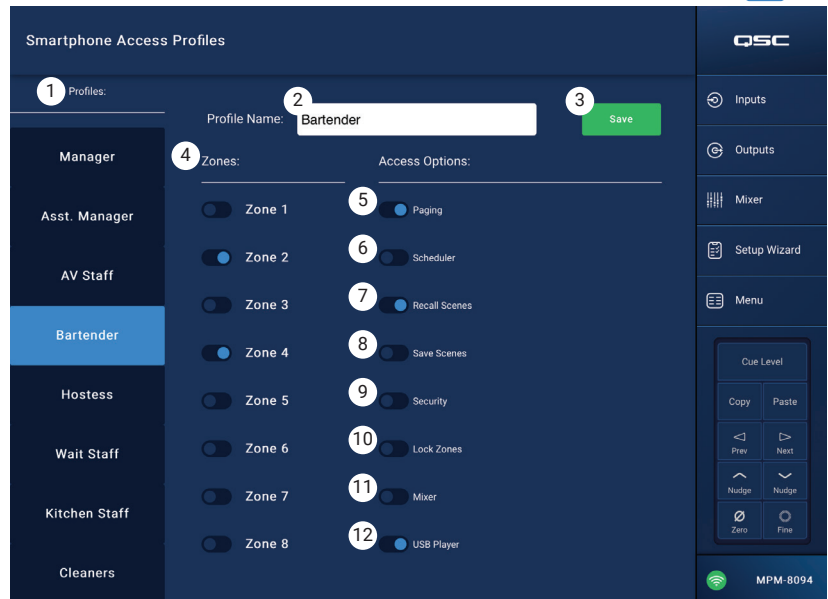 Smartphone Access Profiles
QSC
1 Profiles:
2
3
Profile Name: Bartender
Save
4 Zones:
Access Options:
Manager
Asst. Manager
AV Staff
Bartender
Hostess
Wait Staff
Kitchen Staff
Cleaners
Zone 1
Zone 2
Zone 3
Zone 4
Zone 5
Zone 6
Zone 7
Zone 8
5 Paging
6 Scheduler
7 Recall Scenes
8 Save Scenes
9 Security
10 Lock Zones
11 Mixer
12 USB Player
Inputs
Outputs
Mixer
Setup Wizard
Menu
Cue Level
Copy Paste
Prev Next
Nudge Nudge
Zero Fine
MPM-8094